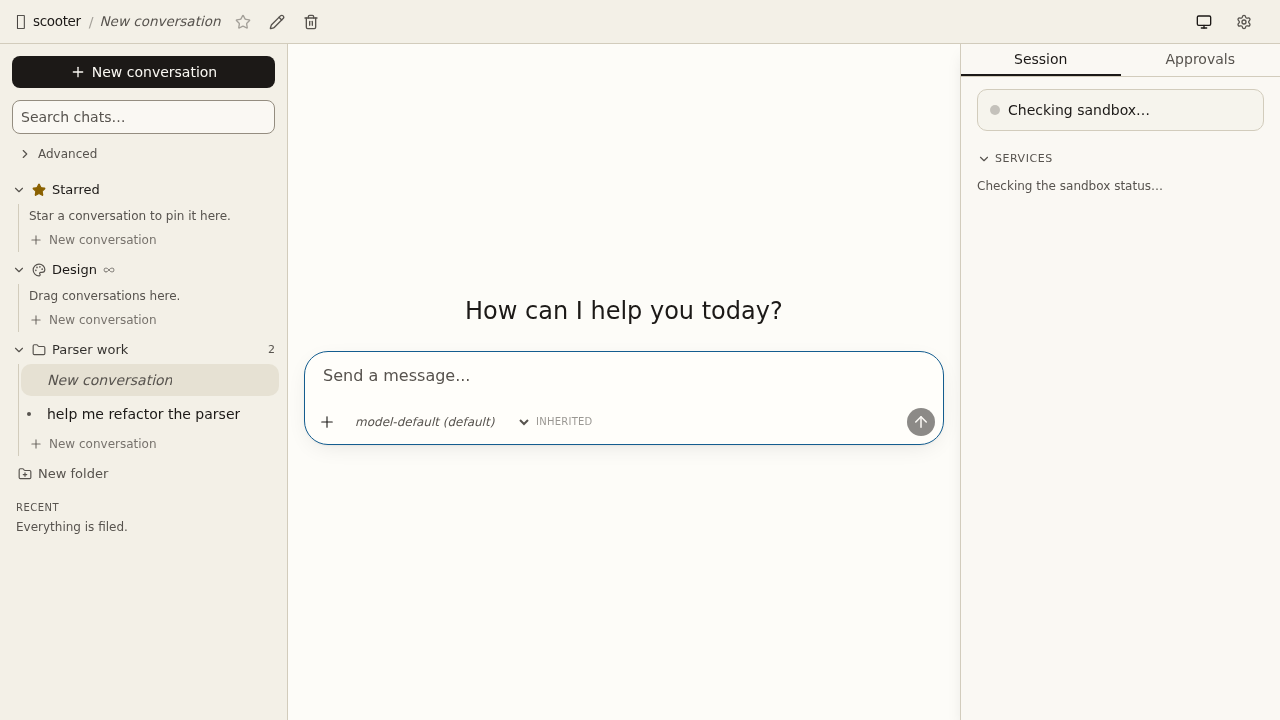 scooter / New conversation
New conversation
Search chats...
Advanced
Starred
Star a conversation to pin it here.
New conversation
Design
Drag conversations here.
New conversation
Parser work 2
New conversation
help me refactor the parser
New conversation
New folder
RECENT
Everything is filed.
How can I help you today?
Send a message...
model-default (default) INHERITED
Session Approvals
Checking sandbox...
SERVICES
Checking the sandbox status...